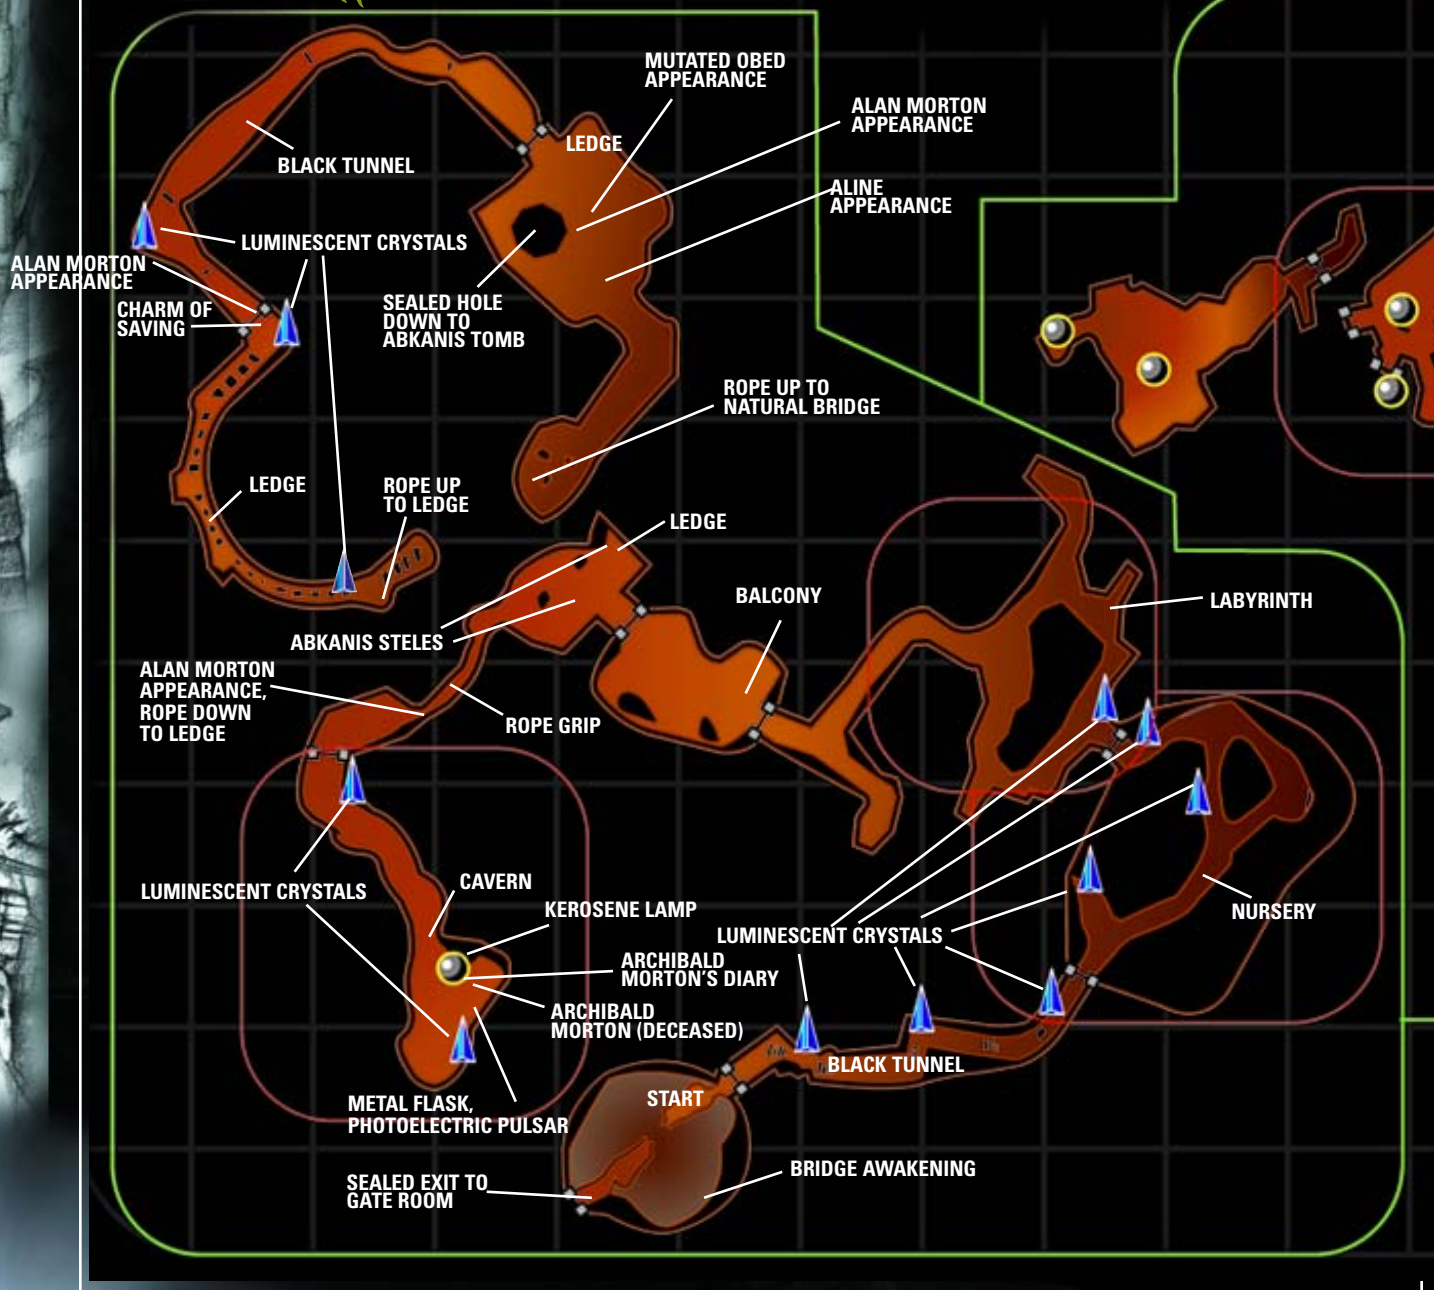 MUTATED OBED
APPEARANCE
ALAN MORTON
APPEARANCE
LEDGE
BLACK TUNNEL
ALINE
APPEARANCE
LUMINESCENT CRYSTALS
ALAN MORTON
APPEARANCE
CHARM OF
SAVING
SEALED HOLE
DOWN TO
ABKANIS TOMB
ROPE UP TO
NATURAL BRIDGE
LEDGE
ROPE UP
TO LEDGE
LEDGE
BALCONY
LABYRINTH
ABKANIS STELES
ALAN MORTON
APPEARANCE,
ROPE DOWN
TO LEDGE
ROPE GRIP
LUMINESCENT CRYSTALS
CAVERN
KEROSENE LAMP
NURSERY
LUMINESCENT CRYSTALS
ARCHIBALD
MORTON'S DIARY
ARCHIBALD
MORTON (DECEASED)
BLACK TUNNEL
START
METAL FLASK,
PHOTOELECTRIC PULSAR
BRIDGE AWAKENING
SEALED EXIT TO
GATE ROOM